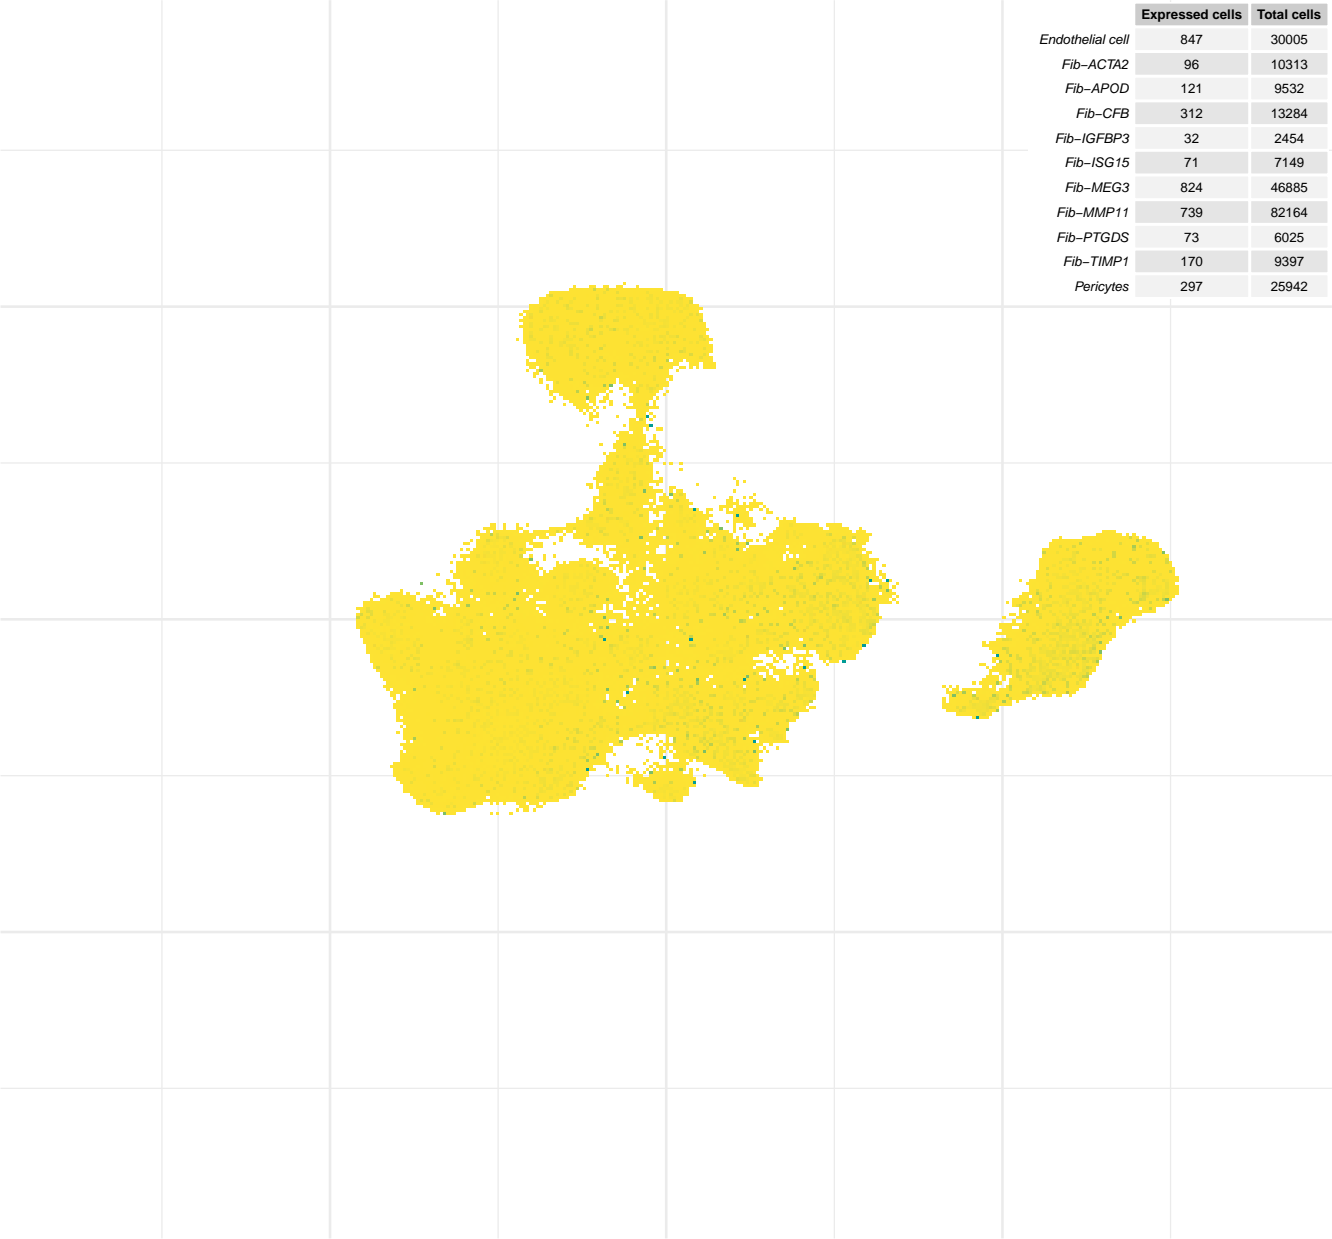 Expressed cells Total cells
Endothelial cell 847 30005
Fib−ACTA2 96 10313
Fib−APOD 121 9532
Fib−CFB 312 13284
Fib−IGFBP3 32 2454
Fib−ISG15 71 7149
Fib−MEG3 824 46885
Fib−MMP11 739 82164
Fib−PTGDS 73 6025
Fib−TIMP1 170 9397
Pericytes 297 25942